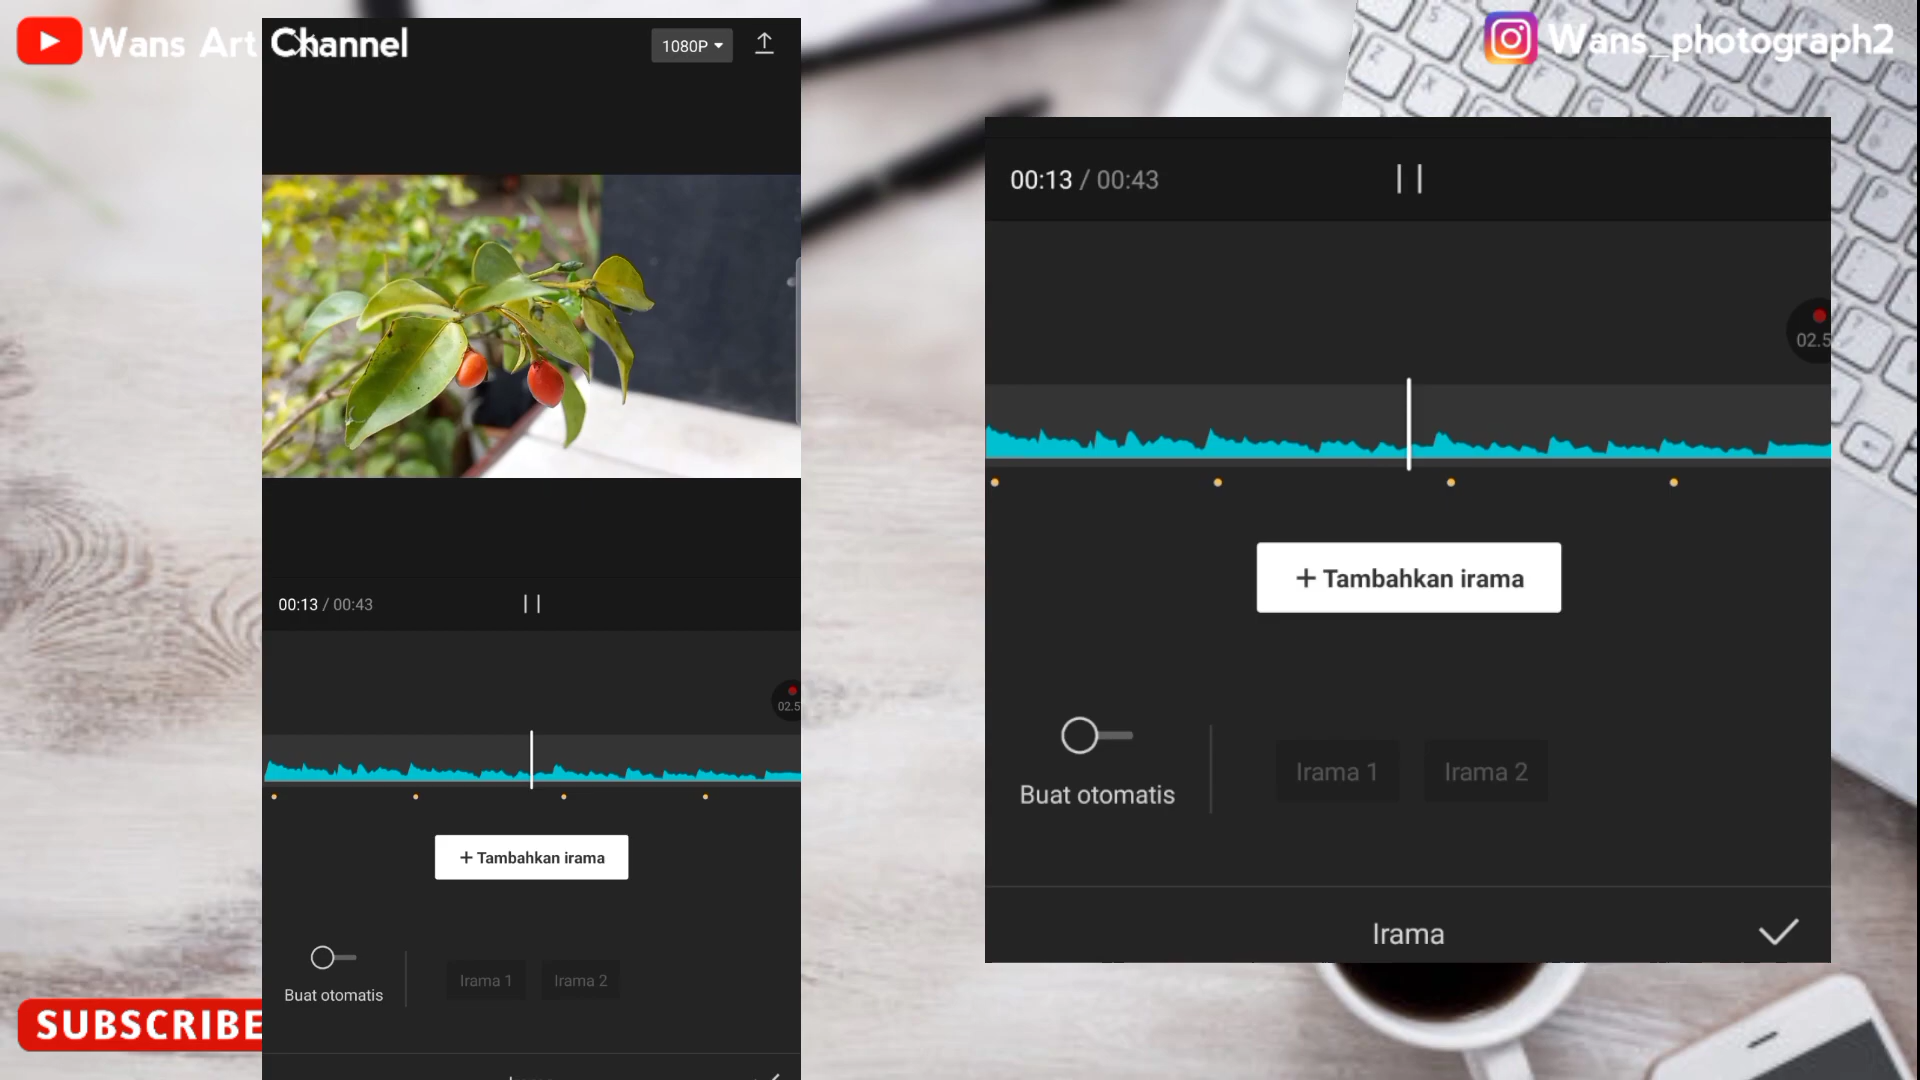 Wans Art Channel
1080P
Wans_photograph2
00:13 / 00:43
02.5
+ Tambahkan irama
Buat otomatis
Irama 1
Irama 2
SUBSCRIBE
00:13 / 00:43
02.5
+ Tambahkan irama
Buat otomatis
Irama 1
Irama 2
Irama